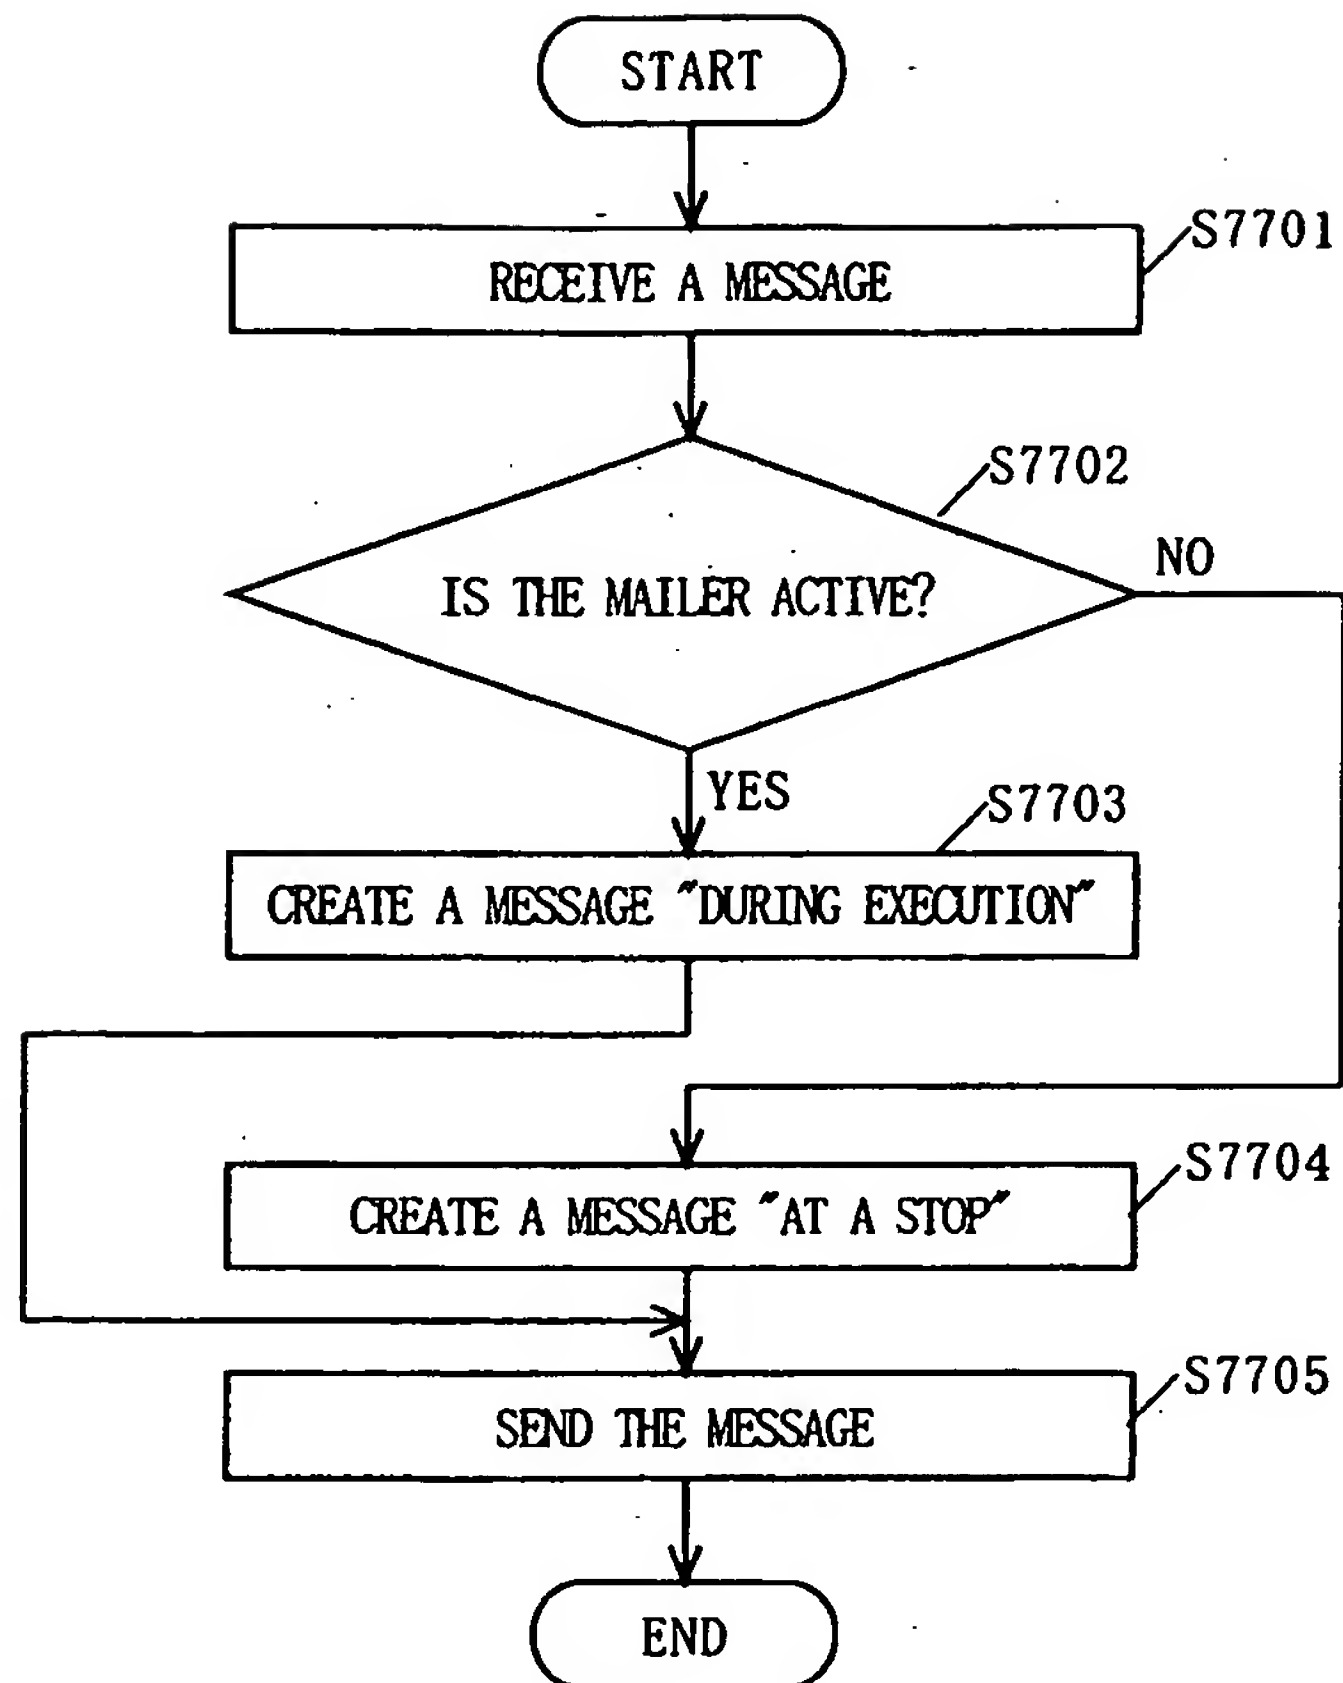 START
S7701
RECEIVE A MESSAGE
S7702
NO
IS THE MAILER ACTIVE?
YES
S7703
CREATE A MESSAGE "DURING EXECUTION"
S7704
CREATE A MESSAGE "AT A STOP"
S7705
SEND THE MESSAGE
END